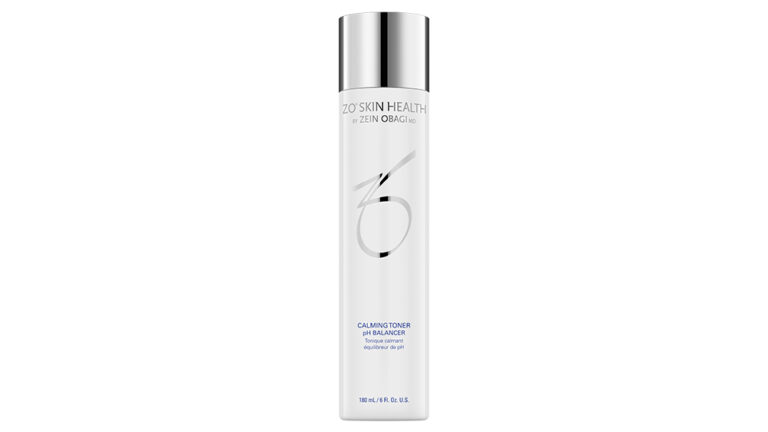 ZO® SKIN HEALTH
BY ZEIN OBAGI MD
ZO
CALMING TONER
pH BALANCER
Tonique calmant
équilibreur de pH
180 mL / 6 Fl. Oz. U.S.